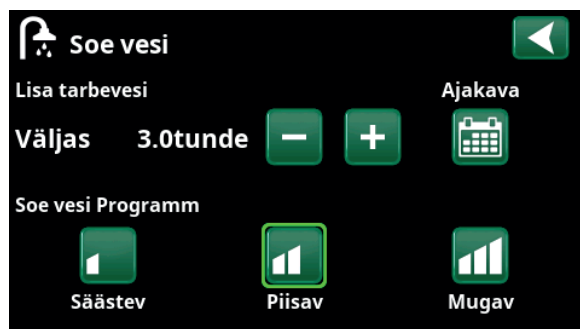 Soe vesi
Lisa tarbevesi Ajakava
Väljas 3.0tunde
Soe vesi Programm
Säästev Piisav Mugav